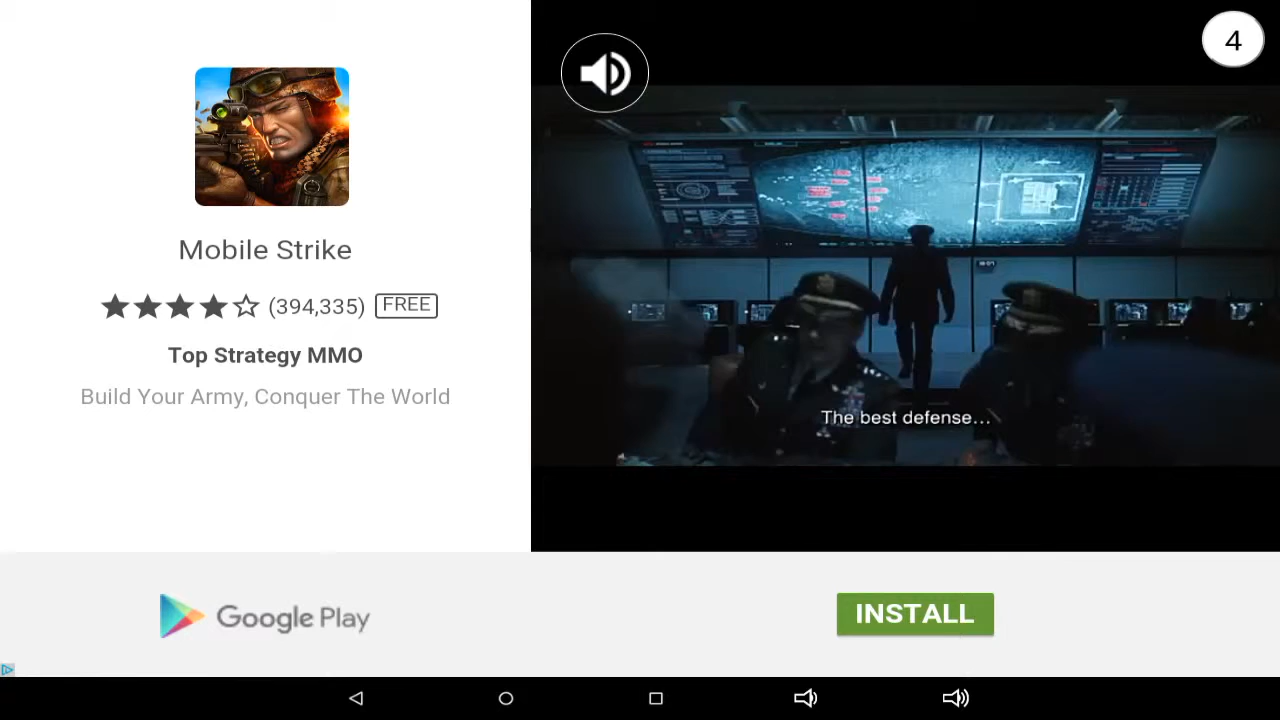 4
Mobile Strike
(394,335) FREE
Top Strategy MMO
Build Your Army, Conquer The World
The best defense...
Google Play
INSTALL